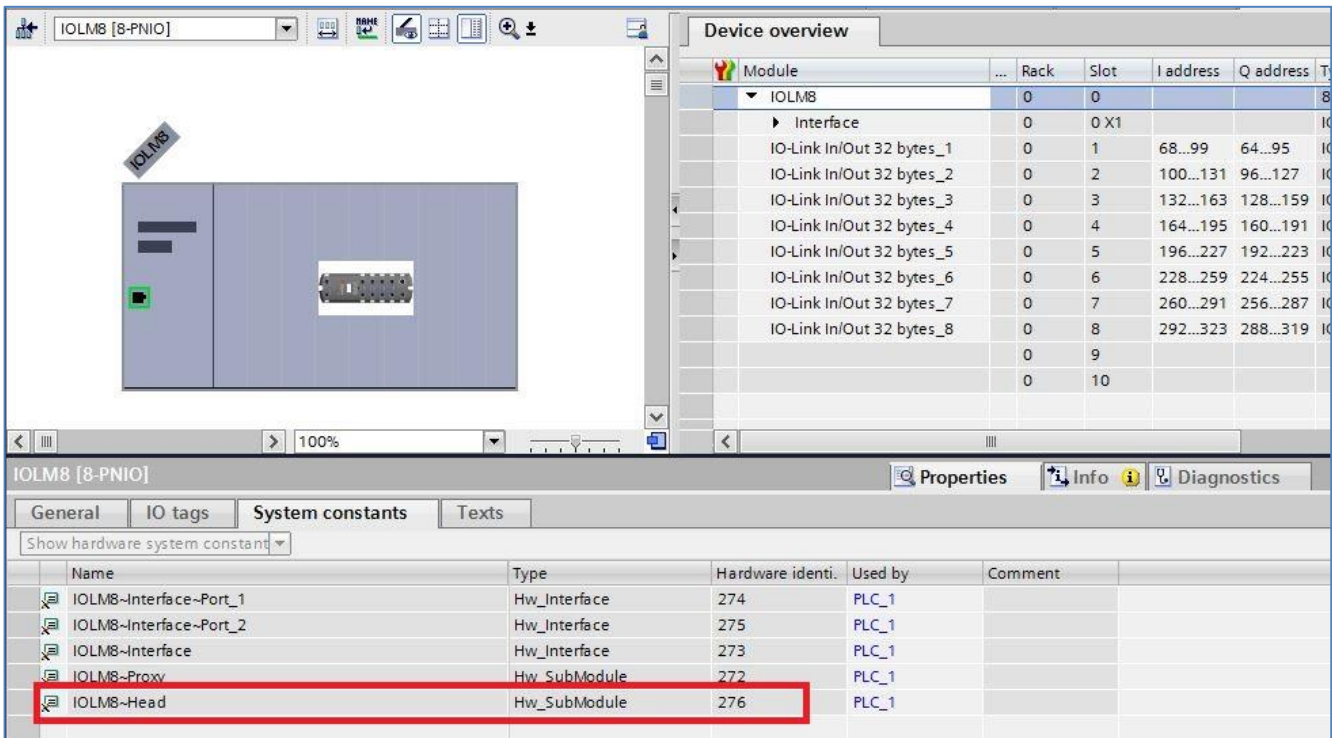 IOLM8 [8-PNIO]
NAME
Device overview
Module ... Rack Slot I address Q address
IOLM8 0 0 8
Interface 0 0 X1
IO-Link In/Out 32 bytes_1 0 1 68...99 64...95
IO-Link In/Out 32 bytes_2 0 2 100...131 96...127
IO-Link In/Out 32 bytes_3 0 3 132...163 128...159
IO-Link In/Out 32 bytes_4 0 4 164...195 160...191
IO-Link In/Out 32 bytes_5 0 5 196...227 192...223
IO-Link In/Out 32 bytes_6 0 6 228...259 224...255
IO-Link In/Out 32 bytes_7 0 7 260...291 256...287
IO-Link In/Out 32 bytes_8 0 8 292...323 288...319
0 9
0 10
IOLM8
100%
IOLM8 [8-PNIO]
Properties Info Diagnostics
General IO tags System constants Texts
Show hardware system constant
Name Type Hardware identi. Used by Comment
IOLM8~Interface~Port_1 Hw_Interface 274 PLC_1
IOLM8~Interface~Port_2 Hw_Interface 275 PLC_1
IOLM8~Interface Hw_Interface 273 PLC_1
IOLM8~Proxy Hw_SubModule 272 PLC_1
IOLM8~Head Hw_SubModule 276 PLC_1